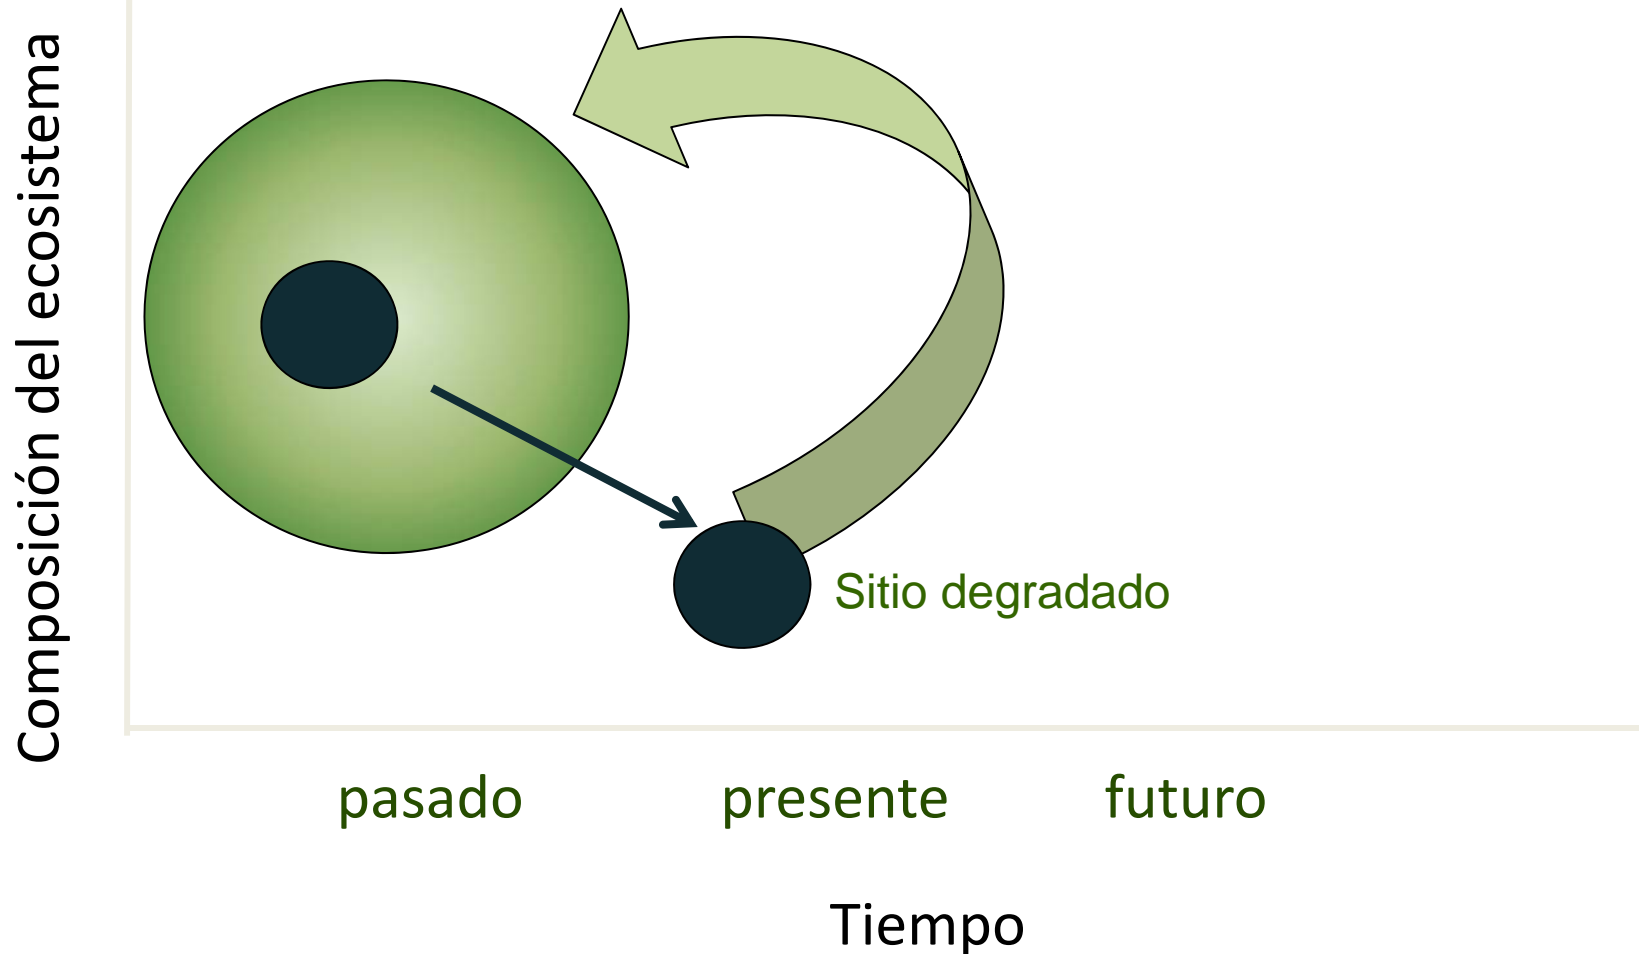 Composición del ecosistema
Sitio degradado
pasado presente futuro
Tiempo